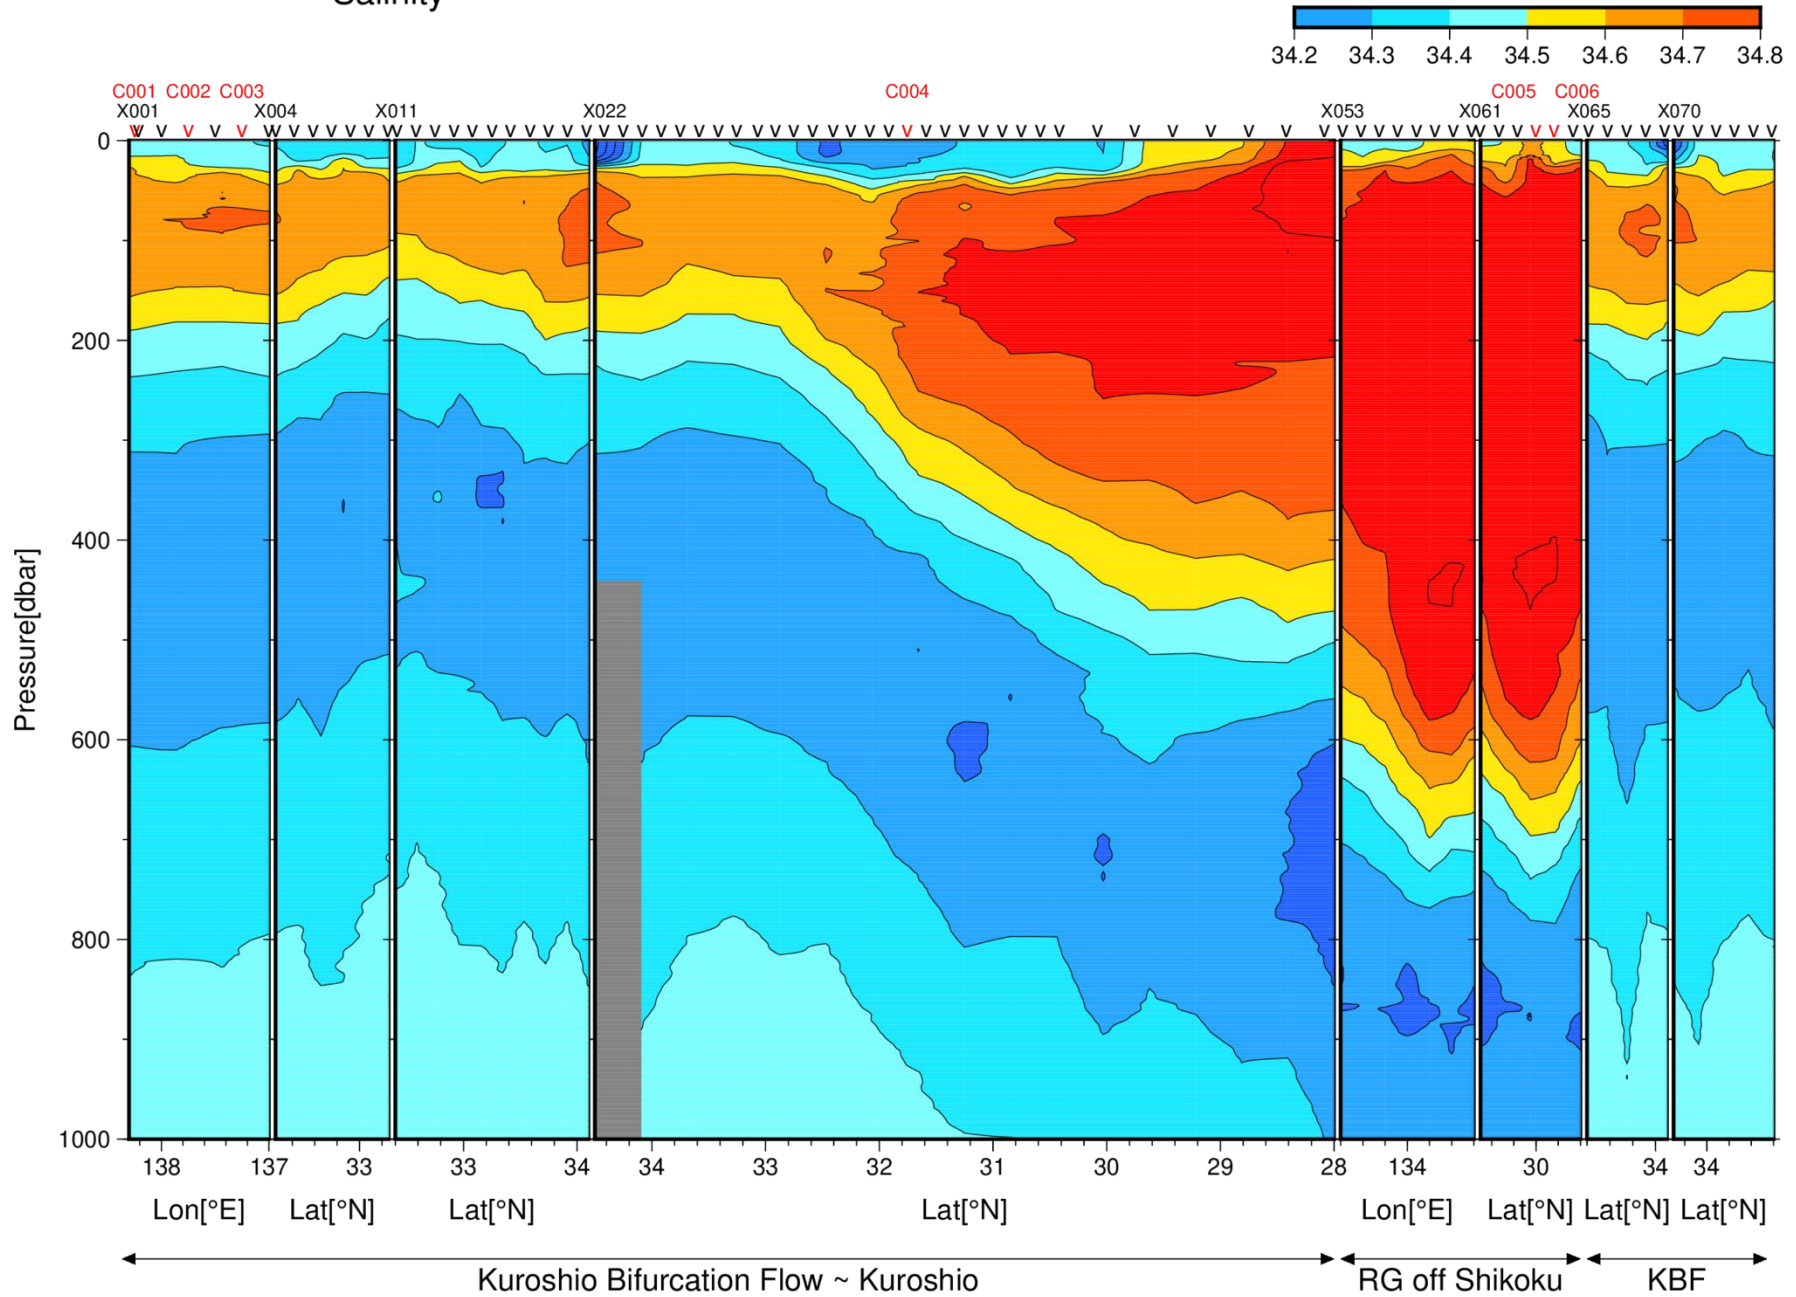 Salinity
34.2 34.3 34.4 34.5 34.6 34.7 34.8
C001 C002 C003 C004 C005 C006
X001 X004 X011 X022 X053 X061 X065 X070
0
200
400
600
800
1000
Pressure[dbar]
138 137 33 33 34 34 33 32 31 30 29 28 134 30 34 34
Lon[°E] Lat[°N] Lat[°N] Lat[°N] Lon[°E] Lat[°N] Lat[°N] Lat[°N]
Kuroshio Bifurcation Flow ~ Kuroshio RG off Shikoku KBF